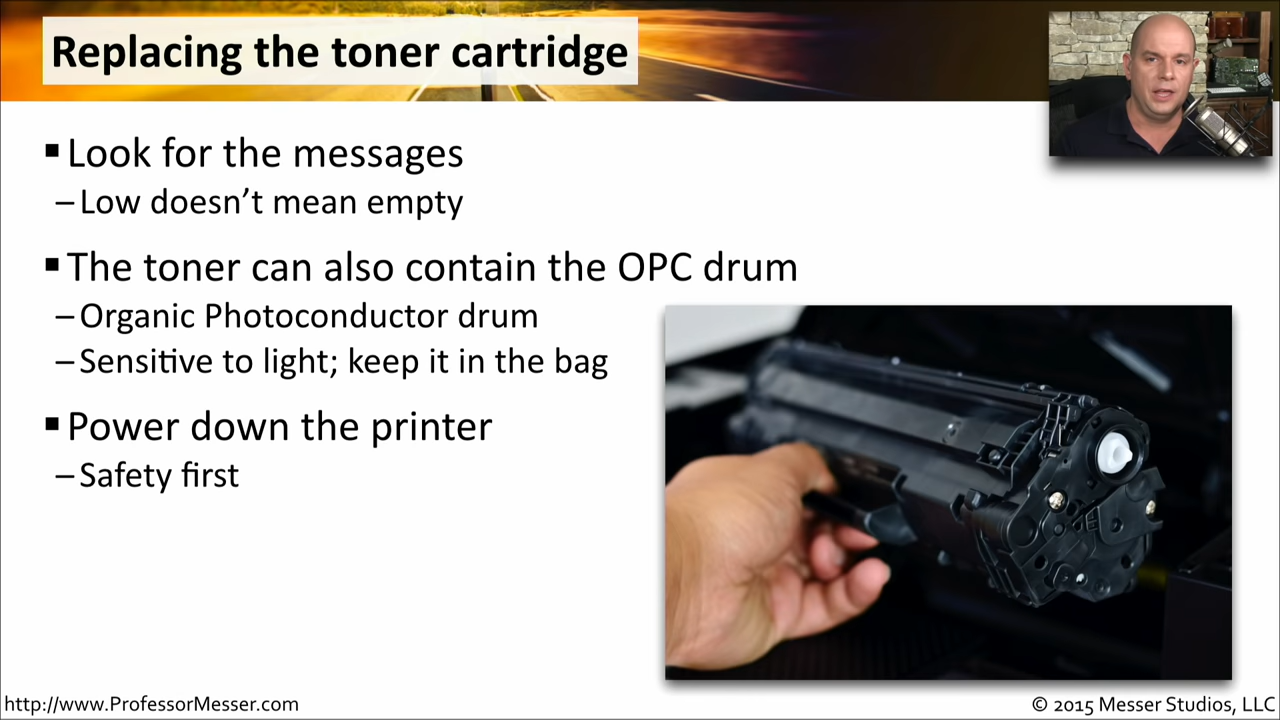 Replacing the toner cartridge
▪ Look for the messages
– Low doesn’t mean empty
▪ The toner can also contain the OPC drum
– Organic Photoconductor drum
– Sensitive to light; keep it in the bag
▪ Power down the printer
– Safety first
http://www.ProfessorMesser.com
© 2015 Messer Studios, LLC